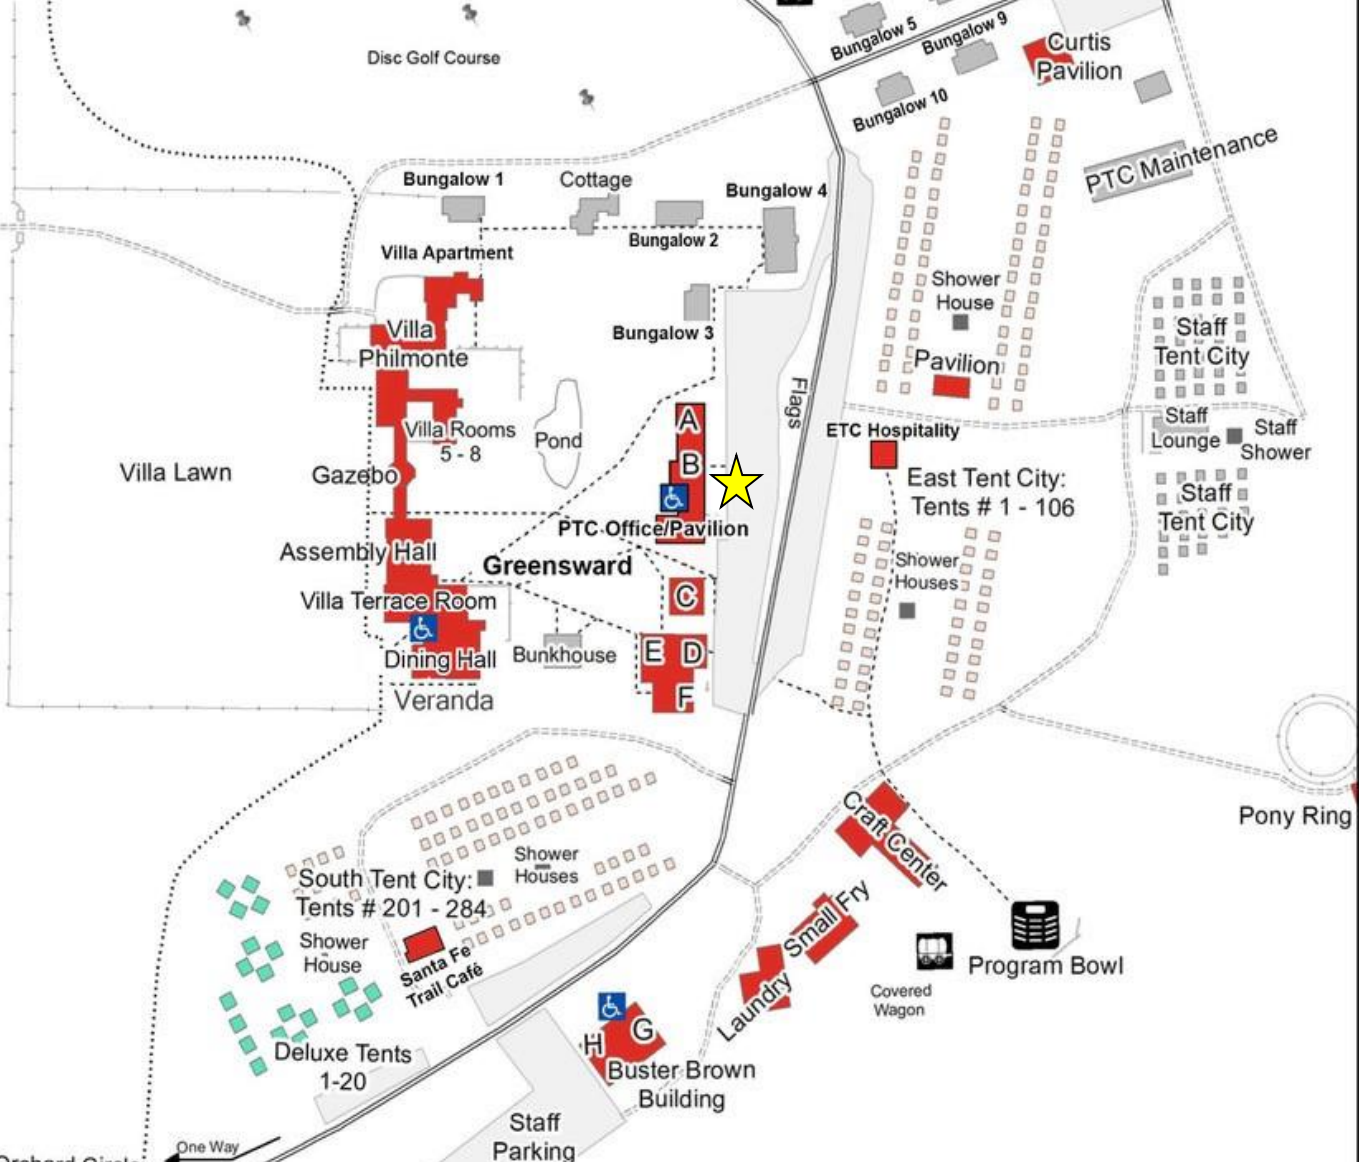 Disc Golf Course
Bungalow 5
Bungalow 9
Curtis
Pavilion
Bungalow 10
PTC Maintenance
Bungalow 1
Cottage
Bungalow 4
Bungalow 2
Villa Apartment
Shower
House
Bungalow 3
Villa
Philmonte
Staff
Tent City
Pavilion
Flags
A
Villa Rooms
5 - 8
Pond
ETC Hospitality
Staff
Lounge
Staff
Shower
Villa Lawn
Gazebo
B
East Tent City:
Tents # 1 - 106
Staff
Tent City
PTC Office/Pavilion
Assembly Hall
Greensward
Shower
Houses
C
Villa Terrace Room
Dining Hall
Bunkhouse
E
D
F
Veranda
Pony Ring
Craft Center
South Tent City:
Tents # 201 - 284
Shower
Houses
Small Fry
Shower
House
Santa Fe
Trail Café
Program Bowl
Laundry
Covered
Wagon
Deluxe Tents
1-20
H
G
Buster Brown
Building
Staff
Parking
One Way